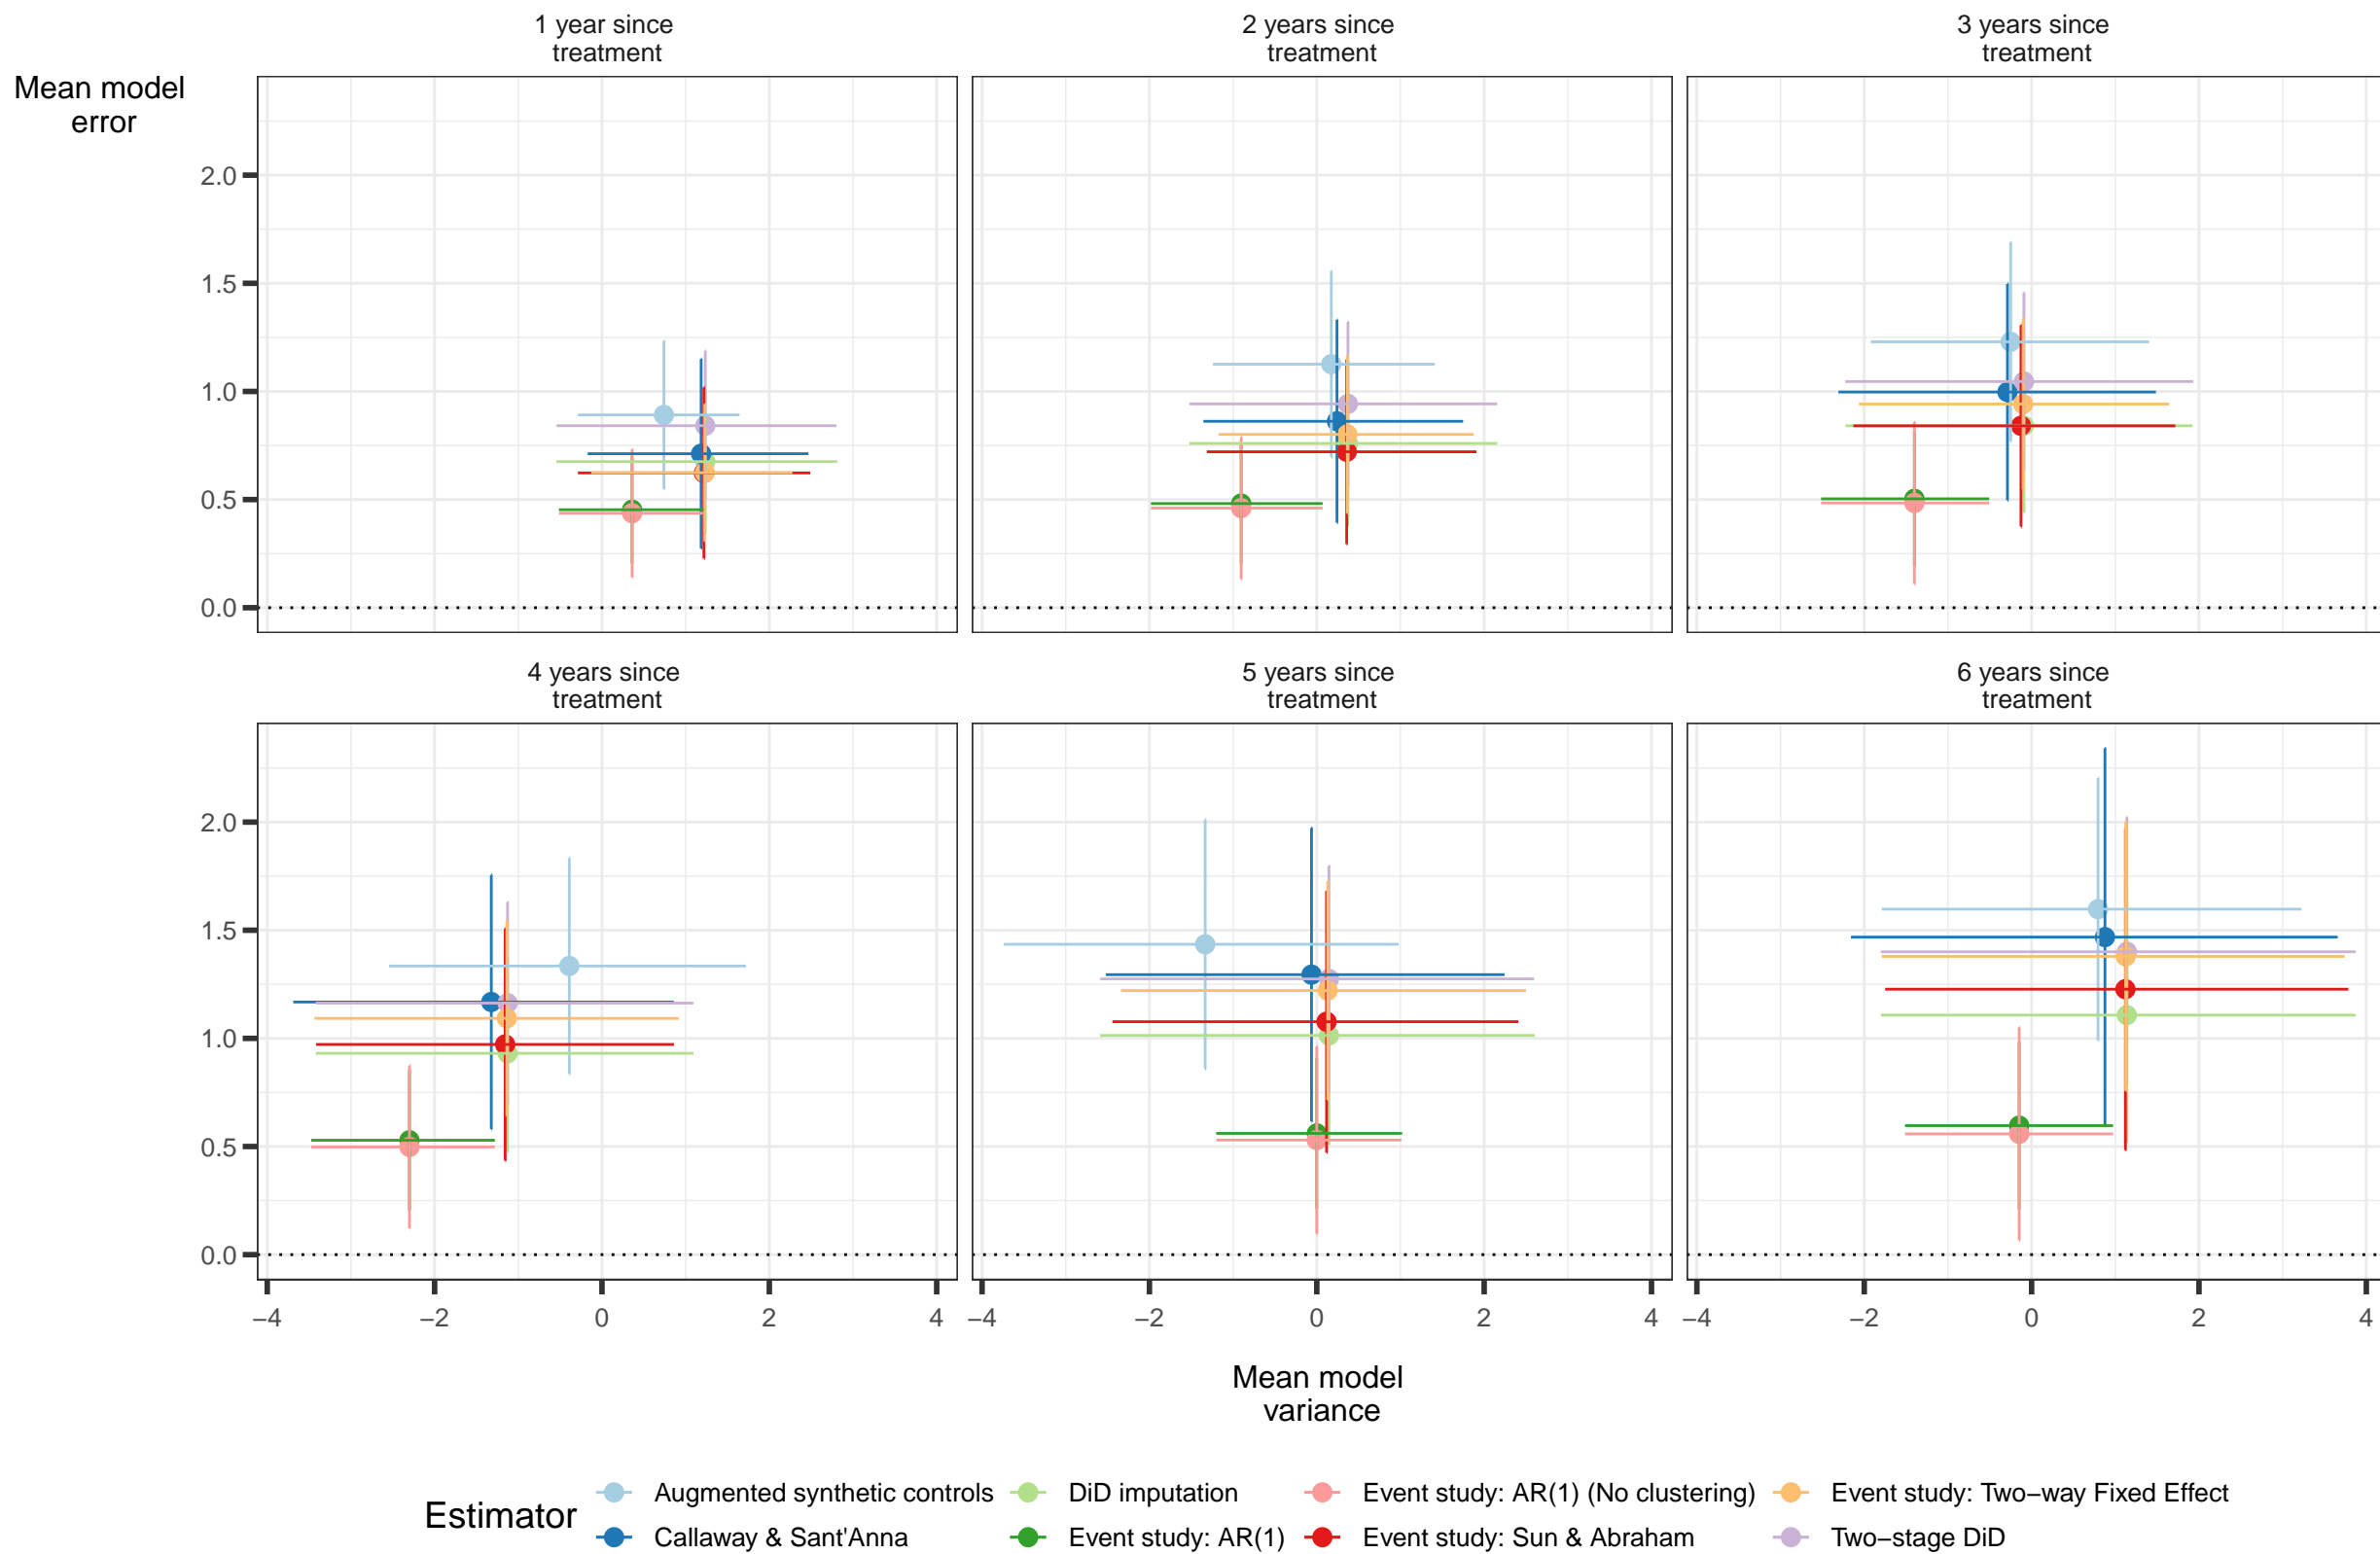 1 year since
treatment
2 years since
treatment
3 years since
treatment
Mean model
error
2.0
1.5
1.0
0.5
0.0
4 years since
treatment
5 years since
treatment
6 years since
treatment
2.0
1.5
1.0
0.5
0.0
−4 −2 0 2 4 −4 −2 0 2 4 −4 −2 0 2 4
Mean model
variance
Estimator
Augmented synthetic controls DiD imputation Event study: AR(1) (No clustering) Event study: Two−way Fixed Effect
Callaway & Sant'Anna Event study: AR(1) Event study: Sun & Abraham Two−stage DiD